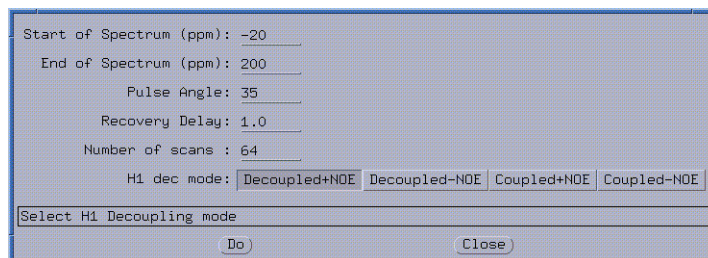 Start of Spectrum (ppm): -20
End of Spectrum (ppm): 200
Pulse Angle: 35
Recovery Delay: 1.0
Number of scans : 64
H1 dec mode: Decoupled+NOE Decoupled-NOE Coupled+NOE Coupled-NOE
Select H1 Decoupling mode
Do Close